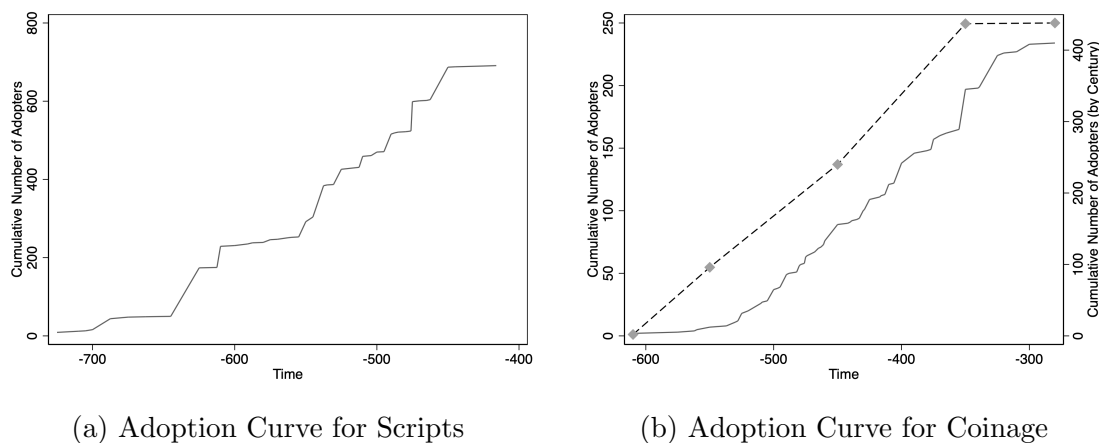 Cumulative Number of Adopters
800
600
400
200
0
-700 -600 -500 -400
Time
(a) Adoption Curve for Scripts
Cumulative Number of Adopters
250
200
150
100
50
0
-600 -500 -400 -300
Time
Cumulative Number of Adopters (by Century)
400
300
200
100
0
(b) Adoption Curve for Coinage